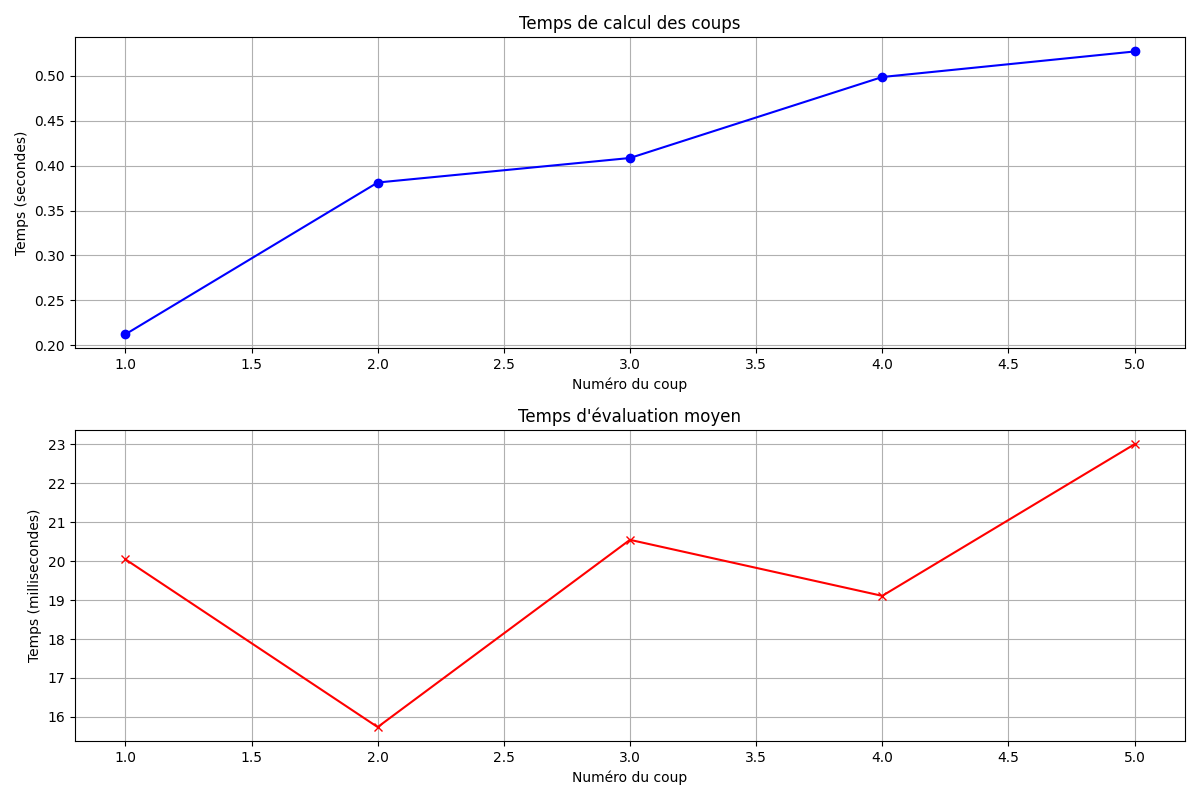 Temps de calcul des coups
Temps (secondes)
0.50
0.45
0.40
0.35
0.30
0.25
0.20
1.0 1.5 2.0 2.5 3.0 3.5 4.0 4.5 5.0
Numéro du coup
Temps d'évaluation moyen
Temps (millisecondes)
23
22
21
20
19
18
17
16
1.0 1.5 2.0 2.5 3.0 3.5 4.0 4.5 5.0
Numéro du coup